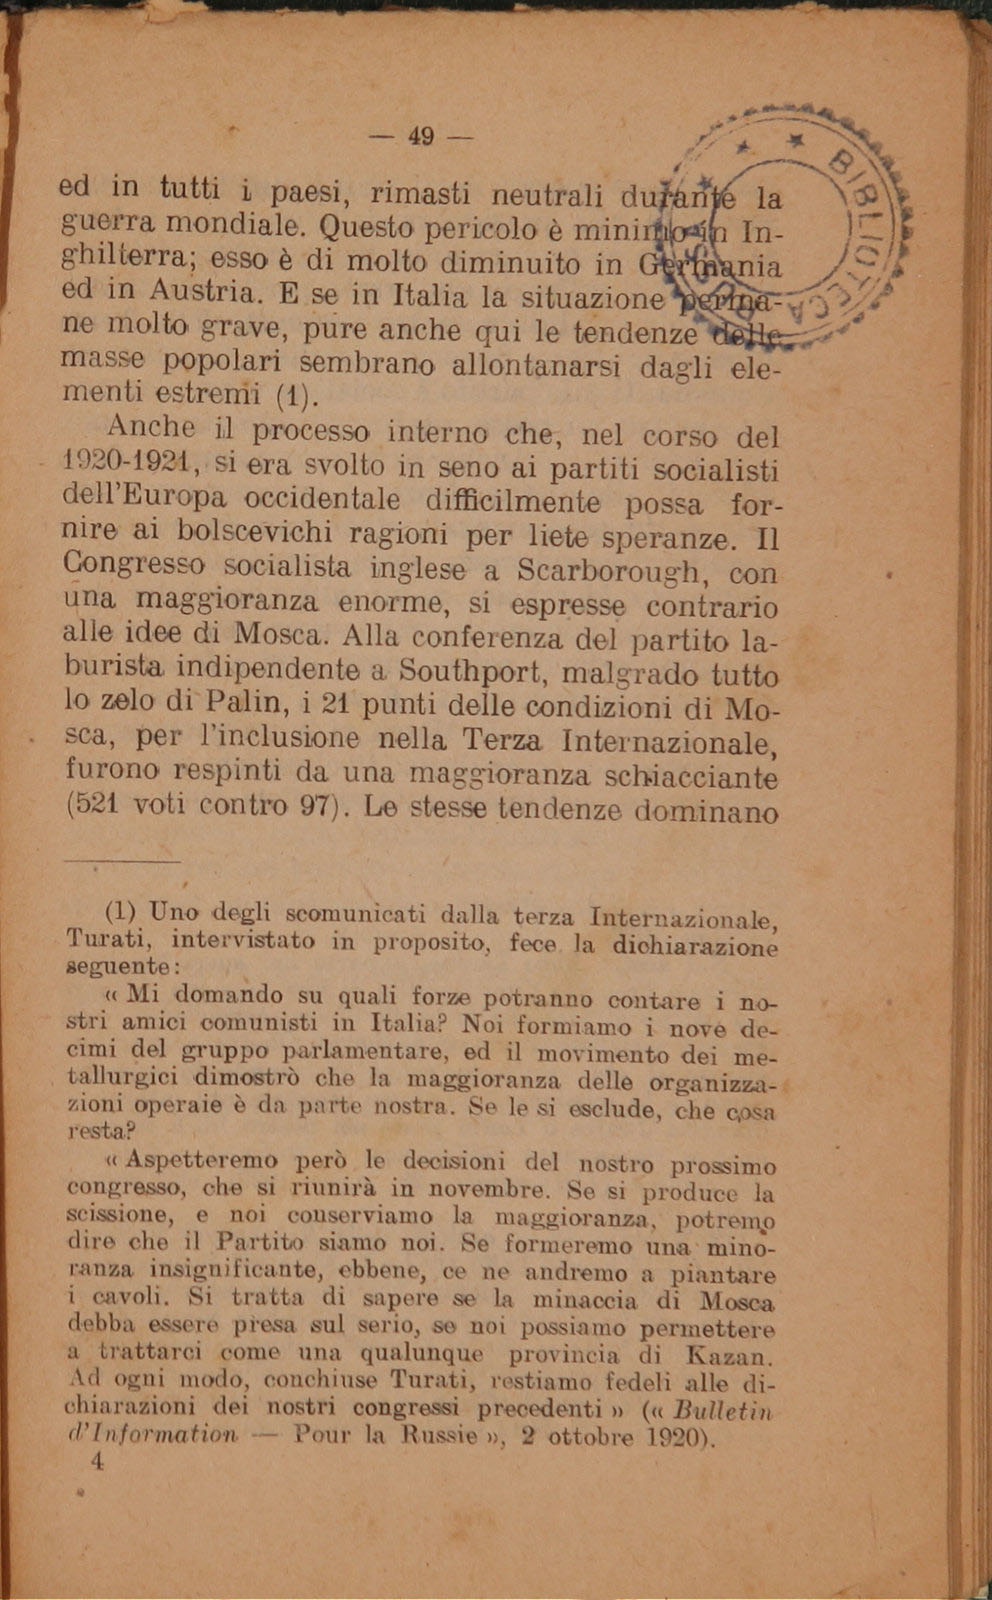 — 49 —
ed in tutti i paesi, rimasti neutrali durante la
guerra mondiale. Questo pericolo è minimo in In-
ghilterra; esso è di molto diminuito in Germania
ed in Austria. E se in Italia la situazione perma-
ne molto grave, pure anche qui le tendenze delle
masse popolari sembrano allontanarsi dagli ele-
menti estremi (1).
Anche il processo interno che, nel corso del
1920-1921, si era svolto in seno ai partiti socialisti
dell'Europa occidentale difficilmente possa for-
nire ai bolscevichi ragioni per liete speranze. Il
Congresso socialista inglese a Scarborough, con
una maggioranza enorme, si espresse contrario
alle idee di Mosca. Alla conferenza del partito la-
burista indipendente a Southport, malgrado tutto
lo zelo di Palin, i 21 punti delle condizioni di Mo-
sca, per l'inclusione nella Terza Internazionale,
furono respinti da una maggioranza schiacciante
(521 voti contro 97). Le stesse tendenze dominano
(1) Uno degli scomunicati dalla terza Internazionale,
Turati, intervistato in proposito, fece la dichiarazione
seguente:
« Mi domando su quali forze potranno contare i no-
stri amici comunisti in Italia? Noi formiamo i nove de-
cimi del gruppo parlamentare, ed il movimento dei me-
tallurgici dimostrò che la maggioranza delle organizza-
zioni operaie è da parte nostra. Se le si esclude, che cosa
resta?
« Aspetteremo però le decisioni del nostro prossimo
congresso, che si riunirà in novembre. Se si produce la
scissione, e noi conserviamo la maggioranza, potremo
dire che il Partito siamo noi. Se formeremo una mino-
ranza insignificante, ebbene, ce ne andremo a piantare
i cavoli. Si tratta di sapere se la minaccia di Mosca
debba essere presa sul serio, se noi possiamo permettere
a trattarci come una qualunque provincia di Kazan.
Ad ogni modo, conchiuse Turati, restiamo fedeli alle di-
chiarazioni dei nostri congressi precedenti » (« Bulletin
d'Information — Pour la Russie », 2 ottobre 1920).
4
BIBLIOTECA